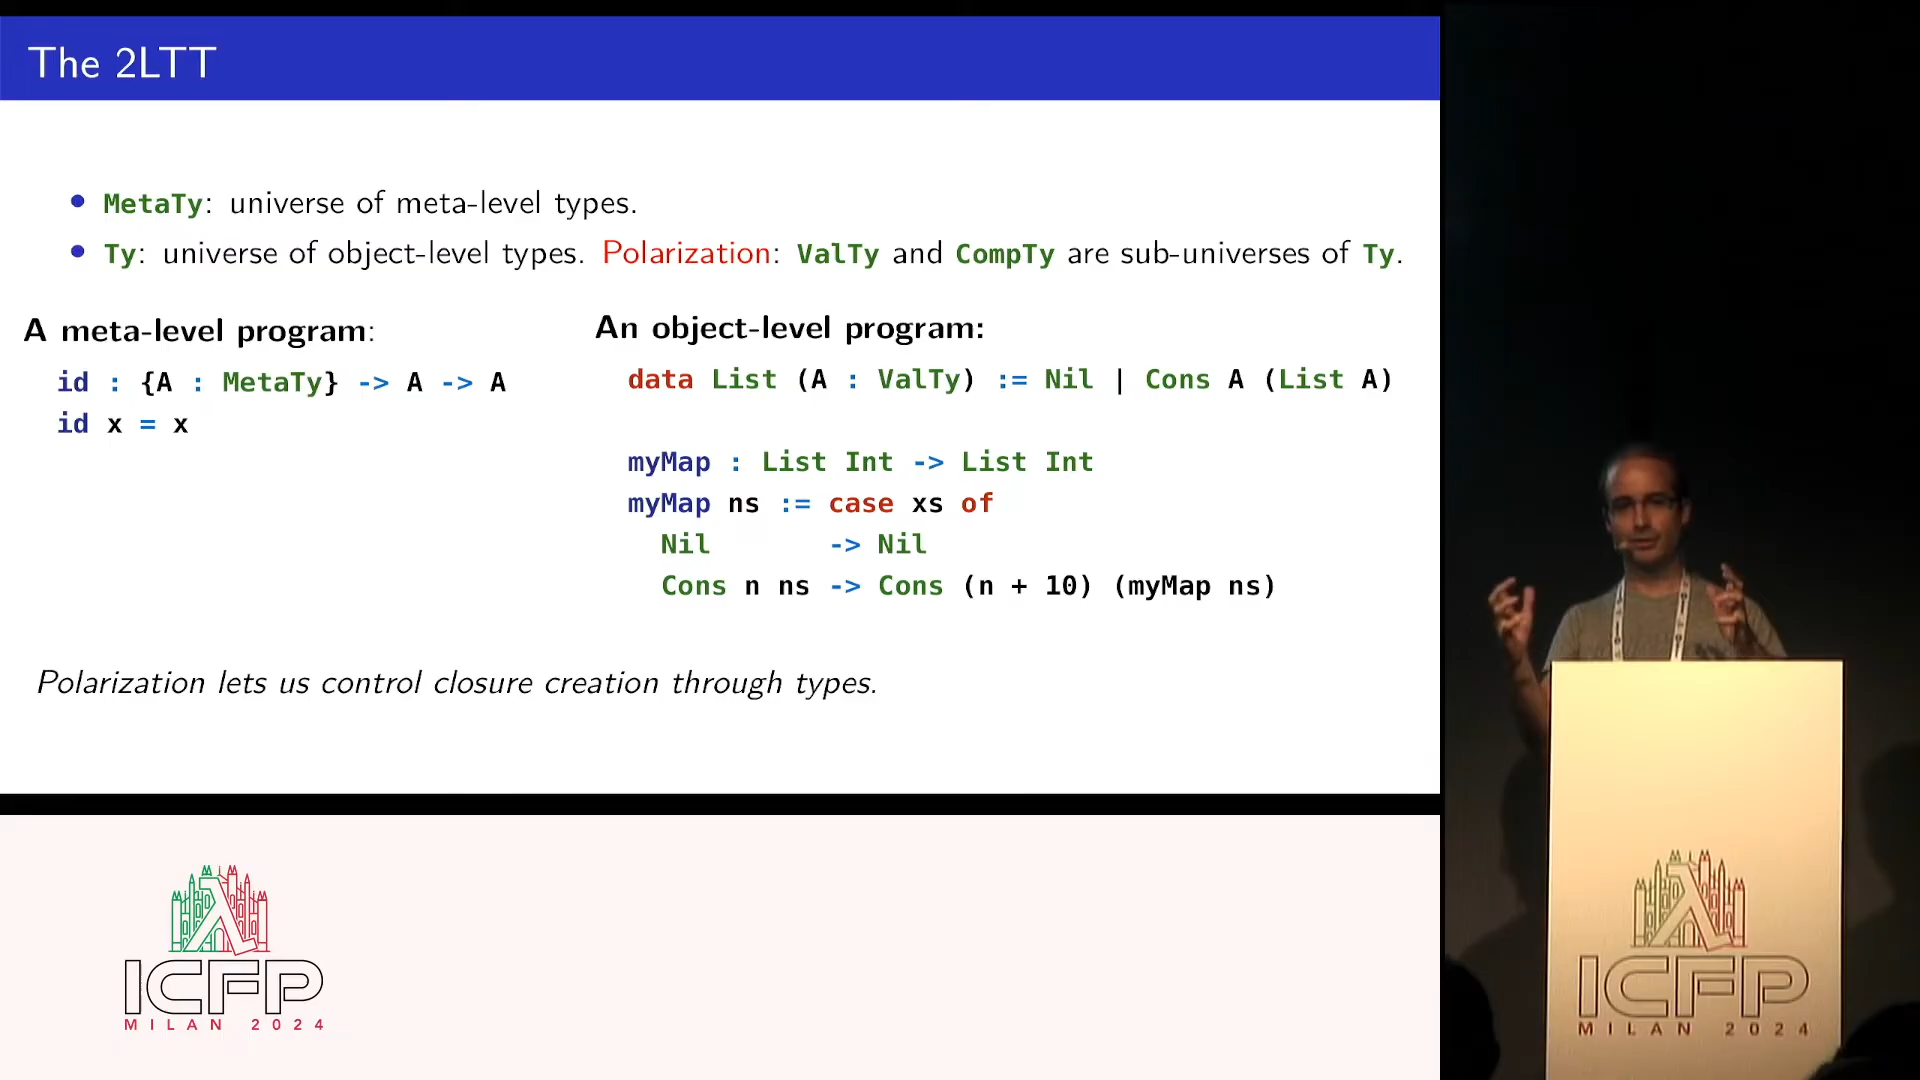 The 2LTT
• MetaTy: universe of meta-level types.
• Ty: universe of object-level types. Polarization: ValTy and CompTy are sub-universes of Ty.
A meta-level program:
id : {A : MetaTy} -> A -> A
id x = x
An object-level program:
data List (A : ValTy) := Nil | Cons A (List A)
myMap : List Int -> List Int
myMap ns := case xs of
Nil -> Nil
Cons n ns -> Cons (n + 10) (myMap ns)
Polarization lets us control closure creation through types.
ICFP
MILAN 2024
ICFP
MILAN 2024